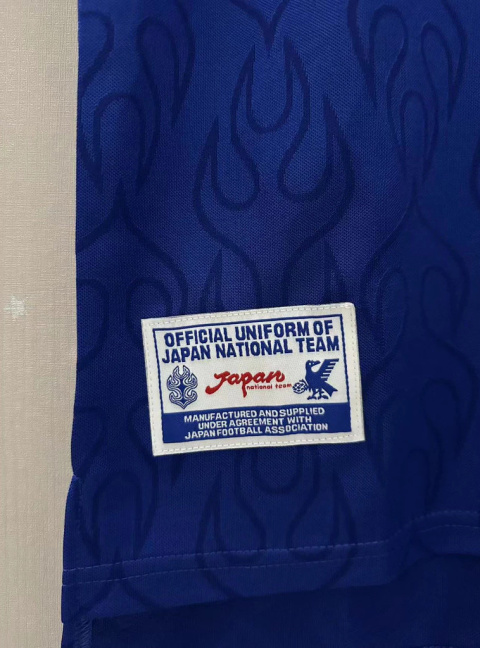 OFFICIAL UNIFORM OF
JAPAN NATIONAL TEAM
Japan
national team
MANUFACTURED AND SUPPLIED
UNDER AGREEMENT WITH
JAPAN FOOTBALL ASSOCIATION